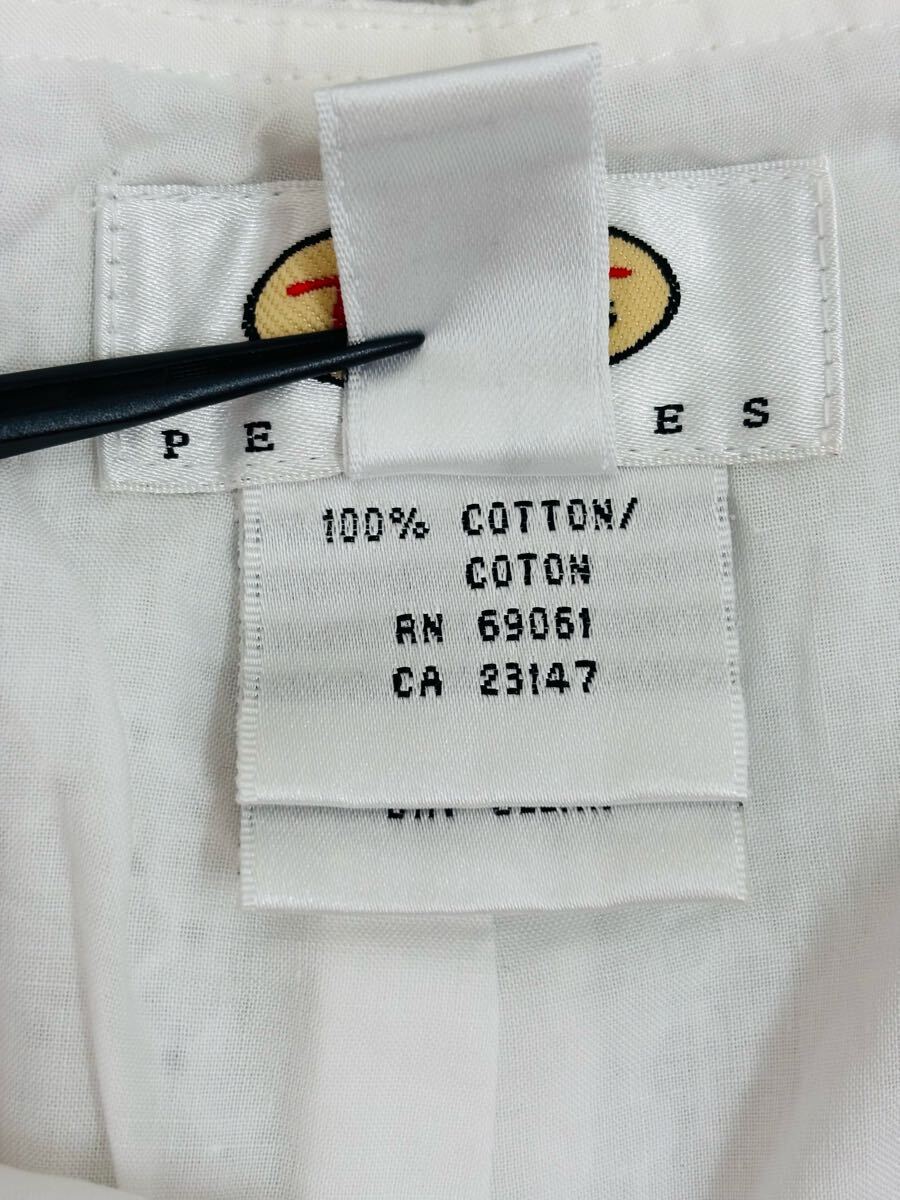 P E E S
100% COTTON/
COTON
RN 69061
CA 23147